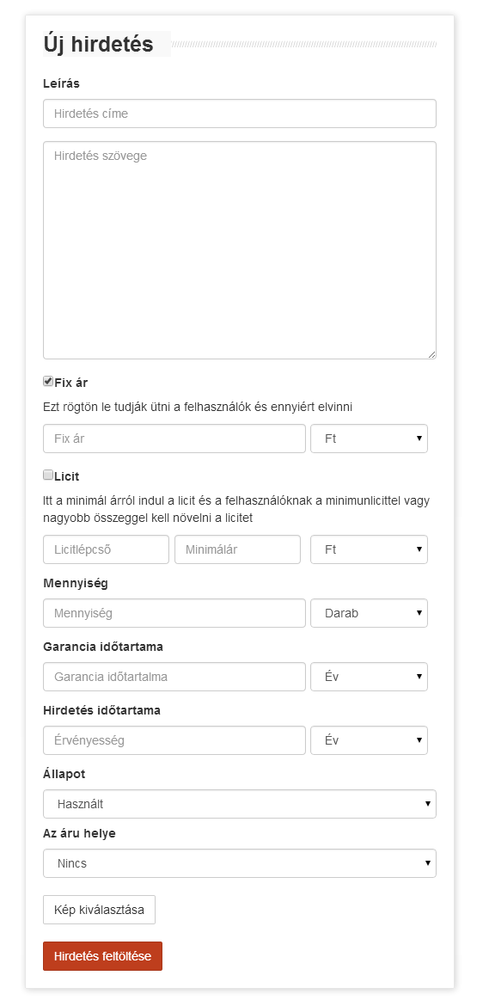 Új hirdetés
Leírás
Hirdetés címe
Hirdetés szövege
Fix ár
Ezt rögtön le tudják ütni a felhasználók és ennyiért elvinni
Fix ár Ft
Licit
Itt a minimál árról indul a licit és a felhasználóknak a minimunlicittel vagy
nagyobb összeggel kell növelni a licitet
Licitlépcső Minimálár Ft
Mennyiség
Mennyiség Darab
Garancia időtartama
Garancia idõtartalma Év
Hirdetés időtartama
Érvényesség Év
Állapot
Használt
Az áru helye
Nincs
Kép kiválasztása
Hirdetés feltöltése